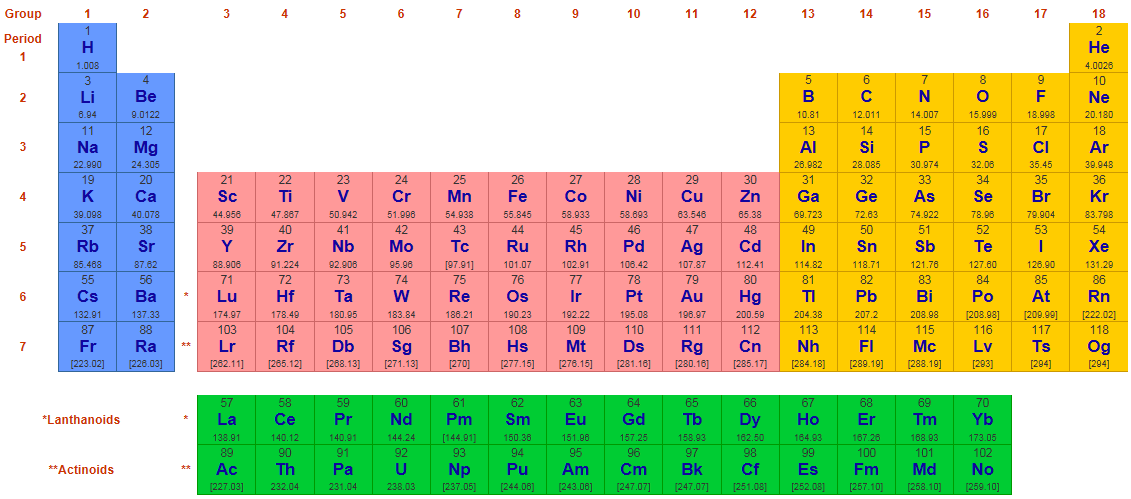 Group 1 2 3 4 5 6 7 8 9 10 11 12 13 14 15 16 17 18
Period
1 2
1 H He
1.008 4.0026
3 4 5 6 7 8 9 10
2 Li Be B C N O F Ne
6.94 9.0122 10.81 12.011 14.007 15.999 18.998 20.180
11 12 13 14 15 16 17 18
3 Na Mg Al Si P S Cl Ar
22.990 24.305 26.982 28.085 30.974 32.06 35.45 39.948
19 20 21 22 23 24 25 26 27 28 29 30 31 32 33 34 35 36
4 K Ca Sc Ti V Cr Mn Fe Co Ni Cu Zn Ga Ge As Se Br Kr
39.098 40.078 44.956 47.867 50.942 51.996 54.938 55.845 58.933 58.693 63.546 65.38 69.723 72.63 74.922 78.96 79.904 83.798
37 38 39 40 41 42 43 44 45 46 47 48 49 50 51 52 53 54
5 Rb Sr Y Zr Nb Mo Tc Ru Rh Pd Ag Cd In Sn Sb Te I Xe
85.468 87.62 88.906 91.224 92.906 95.96 [97.91] 101.07 102.91 106.42 107.87 112.41 114.82 118.71 121.76 127.60 126.90 131.29
55 56 71 72 73 74 75 76 77 78 79 80 81 82 83 84 85 86
6 Cs Ba * Lu Hf Ta W Re Os Ir Pt Au Hg Tl Pb Bi Po At Rn
132.91 137.33 174.97 178.49 180.95 183.84 186.21 190.23 192.22 195.08 196.97 200.59 204.38 207.2 208.98 [208.98] [209.99] [222.02]
87 88 103 104 105 106 107 108 109 110 111 112 113 114 115 116 117 118
7 Fr Ra ** Lr Rf Db Sg Bh Hs Mt Ds Rg Cn Nh Fl Mc Lv Ts Og
[223.02] [226.03] [262.11] [265.12] [268.13] [271.13] [270] [277.15] [276.15] [281.16] [280.16] [285.17] [284.18] [289.19] [288.19] [293] [294] [294]
57 58 59 60 61 62 63 64 65 66 67 68 69 70
*Lanthanoids * La Ce Pr Nd Pm Sm Eu Gd Tb Dy Ho Er Tm Yb
138.91 140.12 140.91 144.24 [144.91] 150.36 151.96 157.25 158.93 162.50 164.93 167.26 168.93 173.05
89 90 91 92 93 94 95 96 97 98 99 100 101 102
**Actinoids ** Ac Th Pa U Np Pu Am Cm Bk Cf Es Fm Md No
[227.03] 232.04 231.04 238.03 [237.05] [244.06] [243.06] [247.07] [247.07] [251.08] [252.08] [257.10] [258.10] [259.10]